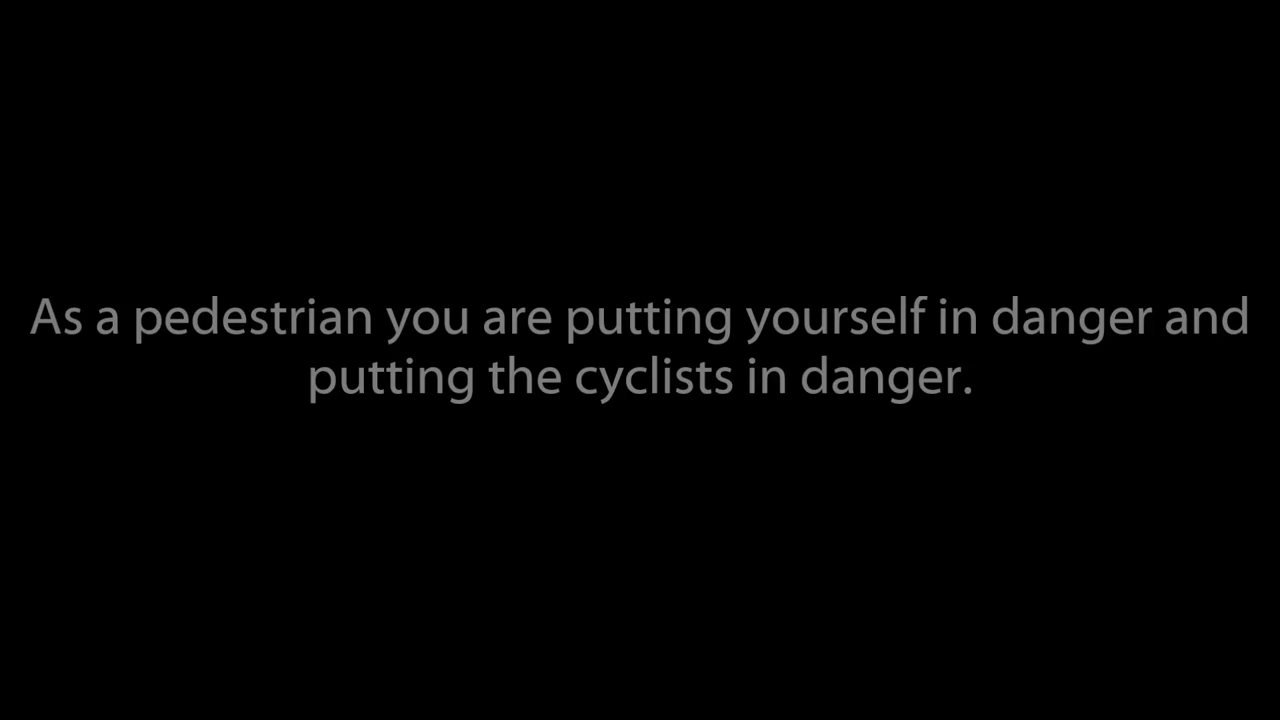 As a pedestrian you are putting yourself in danger and
putting the cyclists in danger.